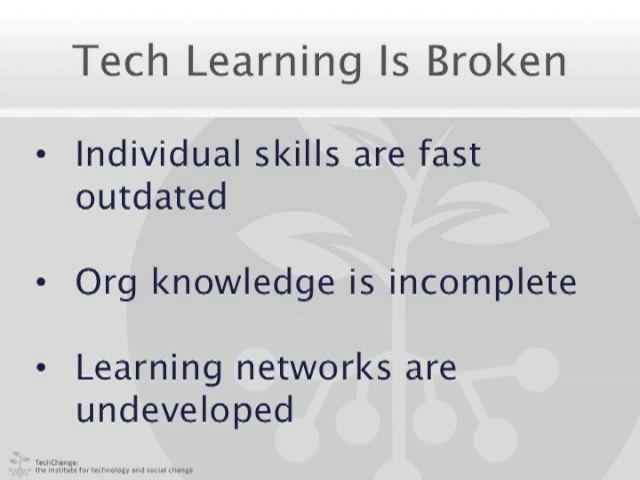 Tech Learning Is Broken
• Individual skills are fast
outdated
• Org knowledge is incomplete
• Learning networks are
undeveloped
TechChange:
the institute for technology and social change